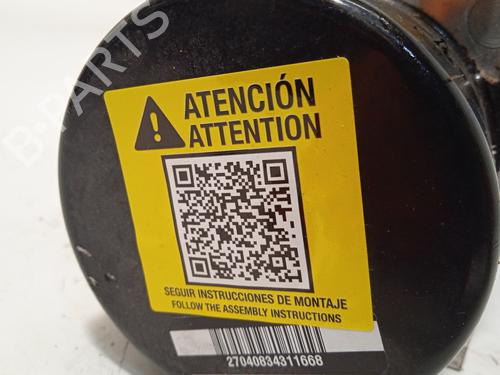 B-PARTS
ATENCIÓN
ATTENTION
SEGUIR INSTRUCCIONES DE MONTAJE
FOLLOW THE ASSEMBLY INSTRUCTIONS
27040834311668